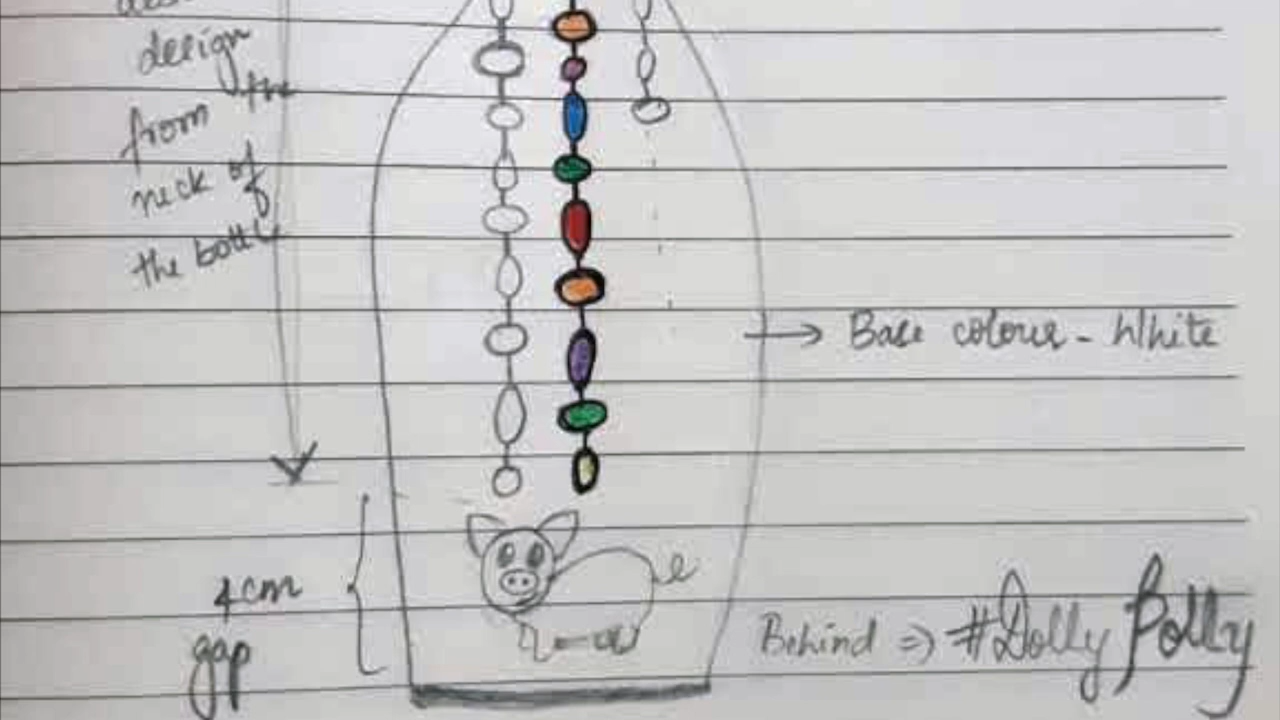 design
from the
neck of
the bottle
Base colour - White
4cm
gap
Behind => #Dolly Polly